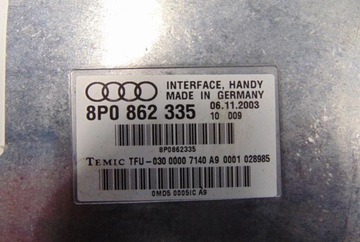 INTERFACE, HANDY
MADE IN GERMANY
8P0 862 335
06.11.2003
10 009
8P0862335
TEMIC TFU-030 0000 7140 A9 0001 028985
0MD5 0005IC A9